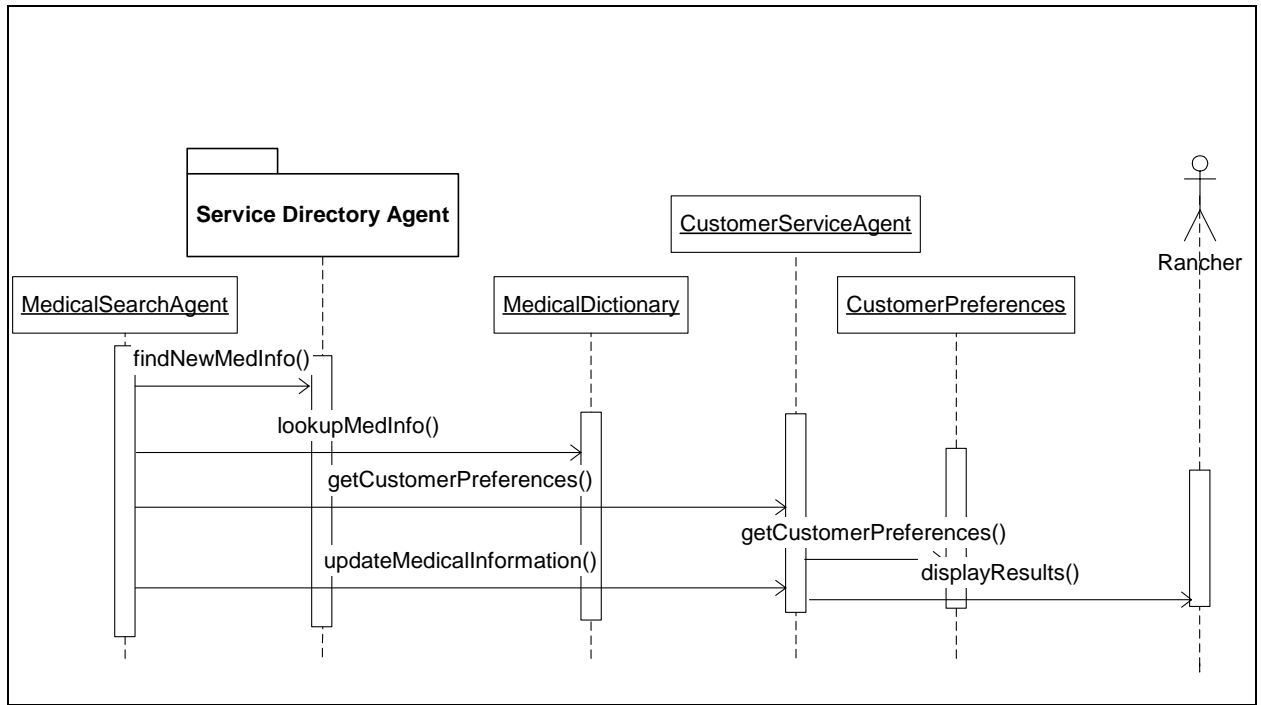 Service Directory Agent
CustomerServiceAgent
Rancher
MedicalSearchAgent
MedicalDictionary
CustomerPreferences
findNewMedInfo()
lookupMedInfo()
getCustomerPreferences()
getCustomerPreferences()
updateMedicalInformation()
displayResults()